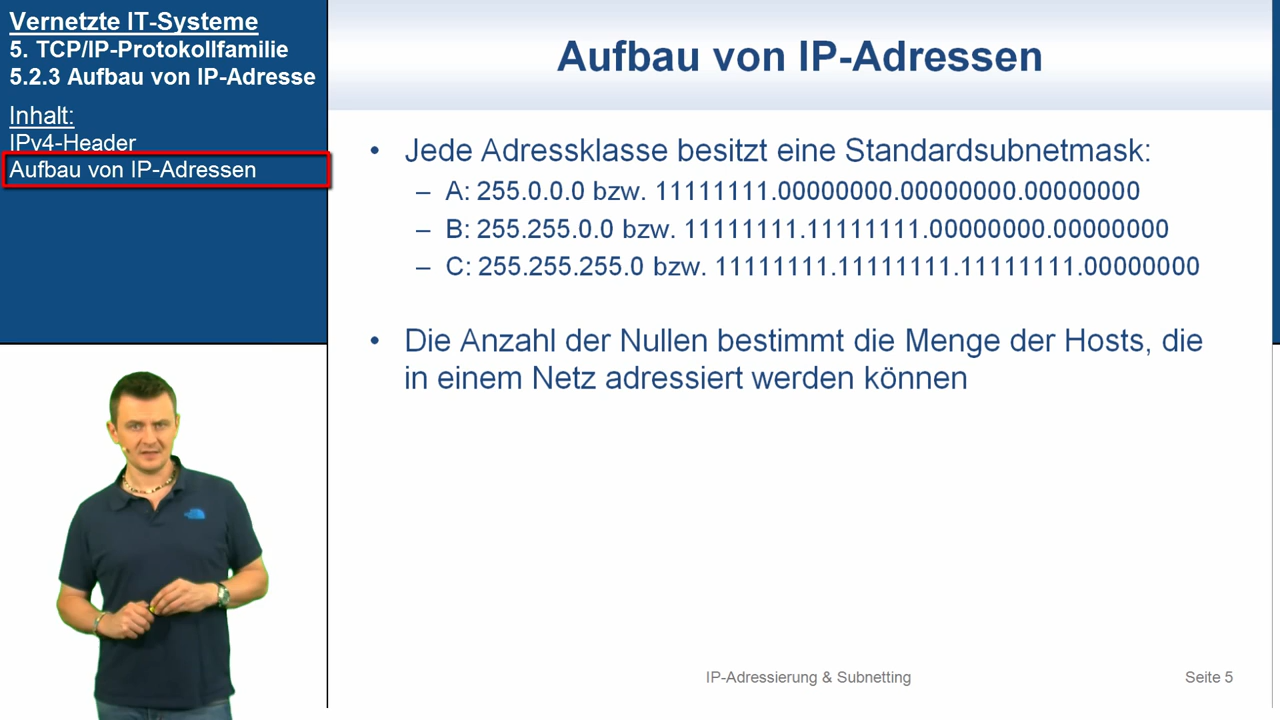 Vernetzte IT-Systeme
5. TCP/IP-Protokollfamilie
5.2.3 Aufbau von IP-Adresse
Inhalt:
IPv4-Header
Aufbau von IP-Adressen
Aufbau von IP-Adressen
• Jede Adressklasse besitzt eine Standardsubnetmask:
– A: 255.0.0.0 bzw. 11111111.00000000.00000000.00000000
– B: 255.255.0.0 bzw. 11111111.11111111.00000000.00000000
– C: 255.255.255.0 bzw. 11111111.11111111.11111111.00000000
• Die Anzahl der Nullen bestimmt die Menge der Hosts, die
in einem Netz adressiert werden können
IP-Adressierung & Subnetting
Seite 5